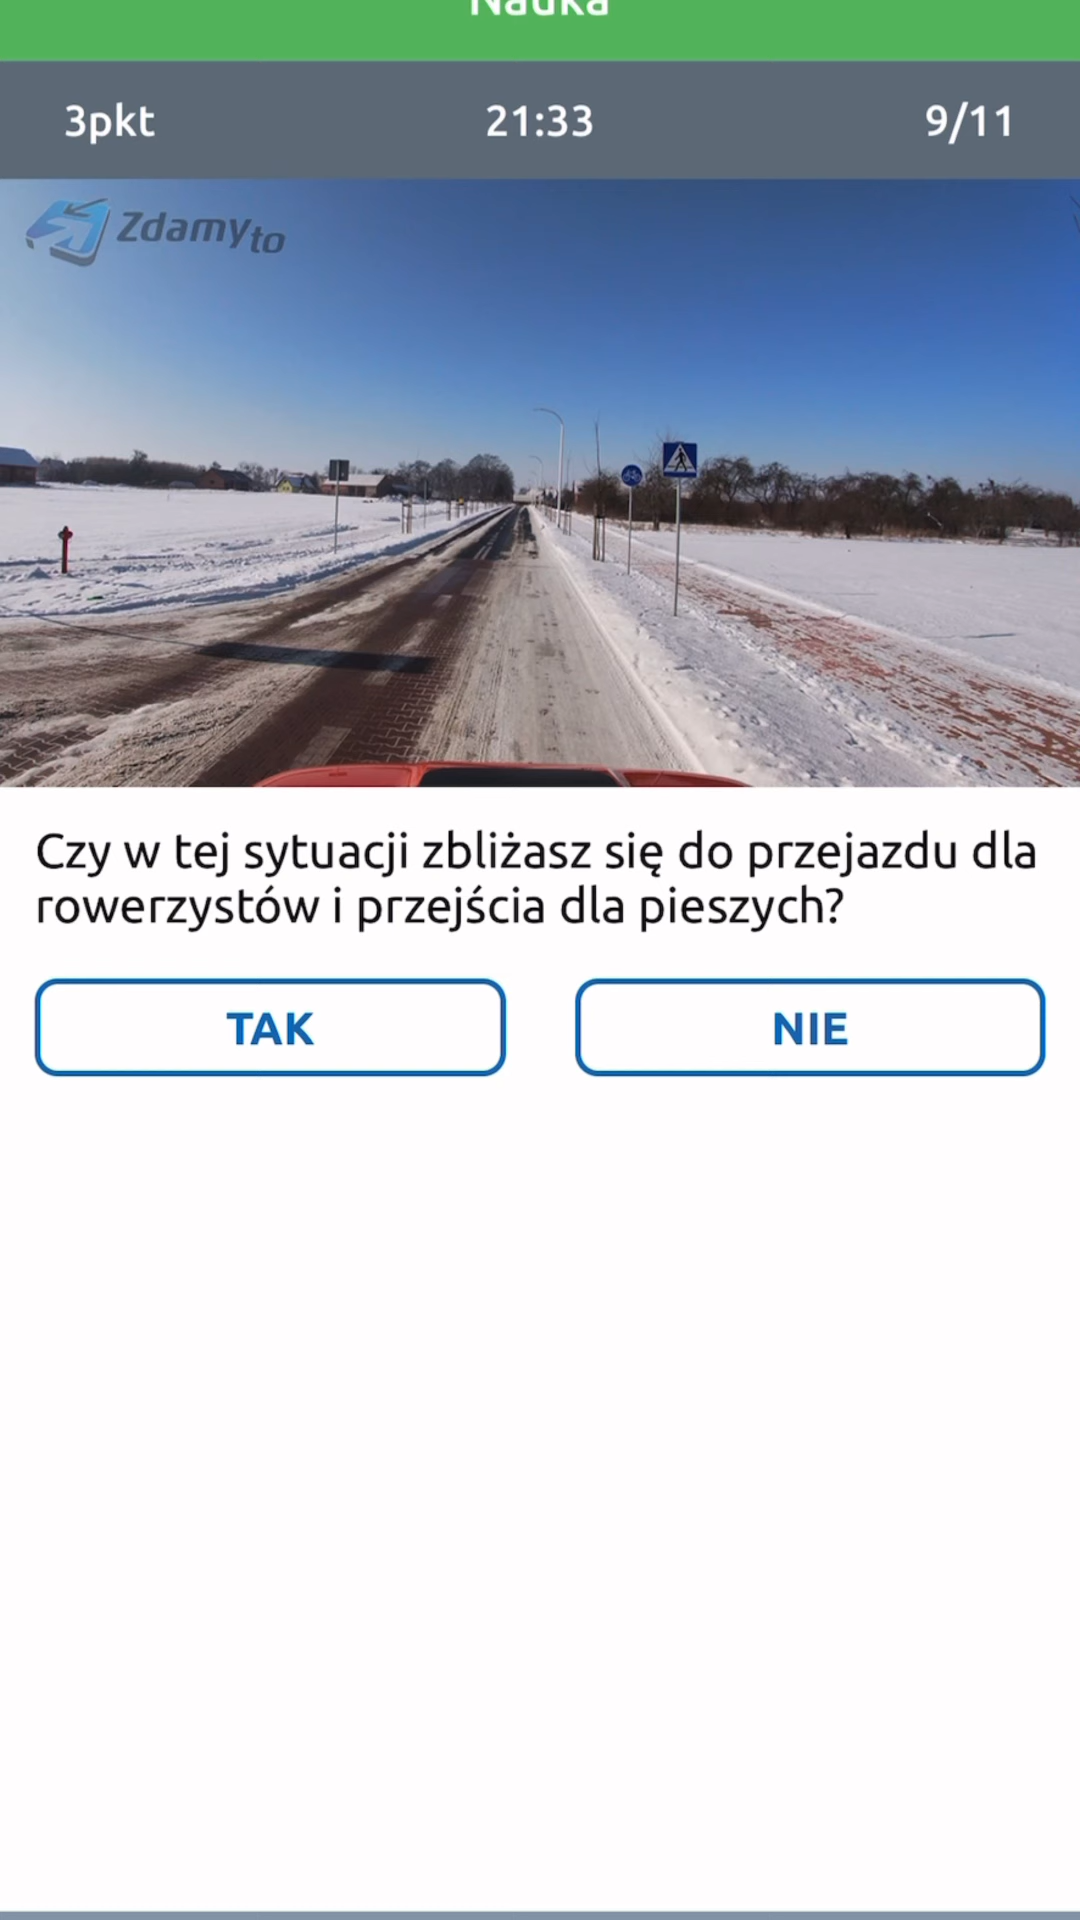 Nauka
3pkt 21:33 9/11
Zdamyto
Czy w tej sytuacji zbliżasz się do przejazdu dla
rowerzystów i przejścia dla pieszych?
TAK NIE